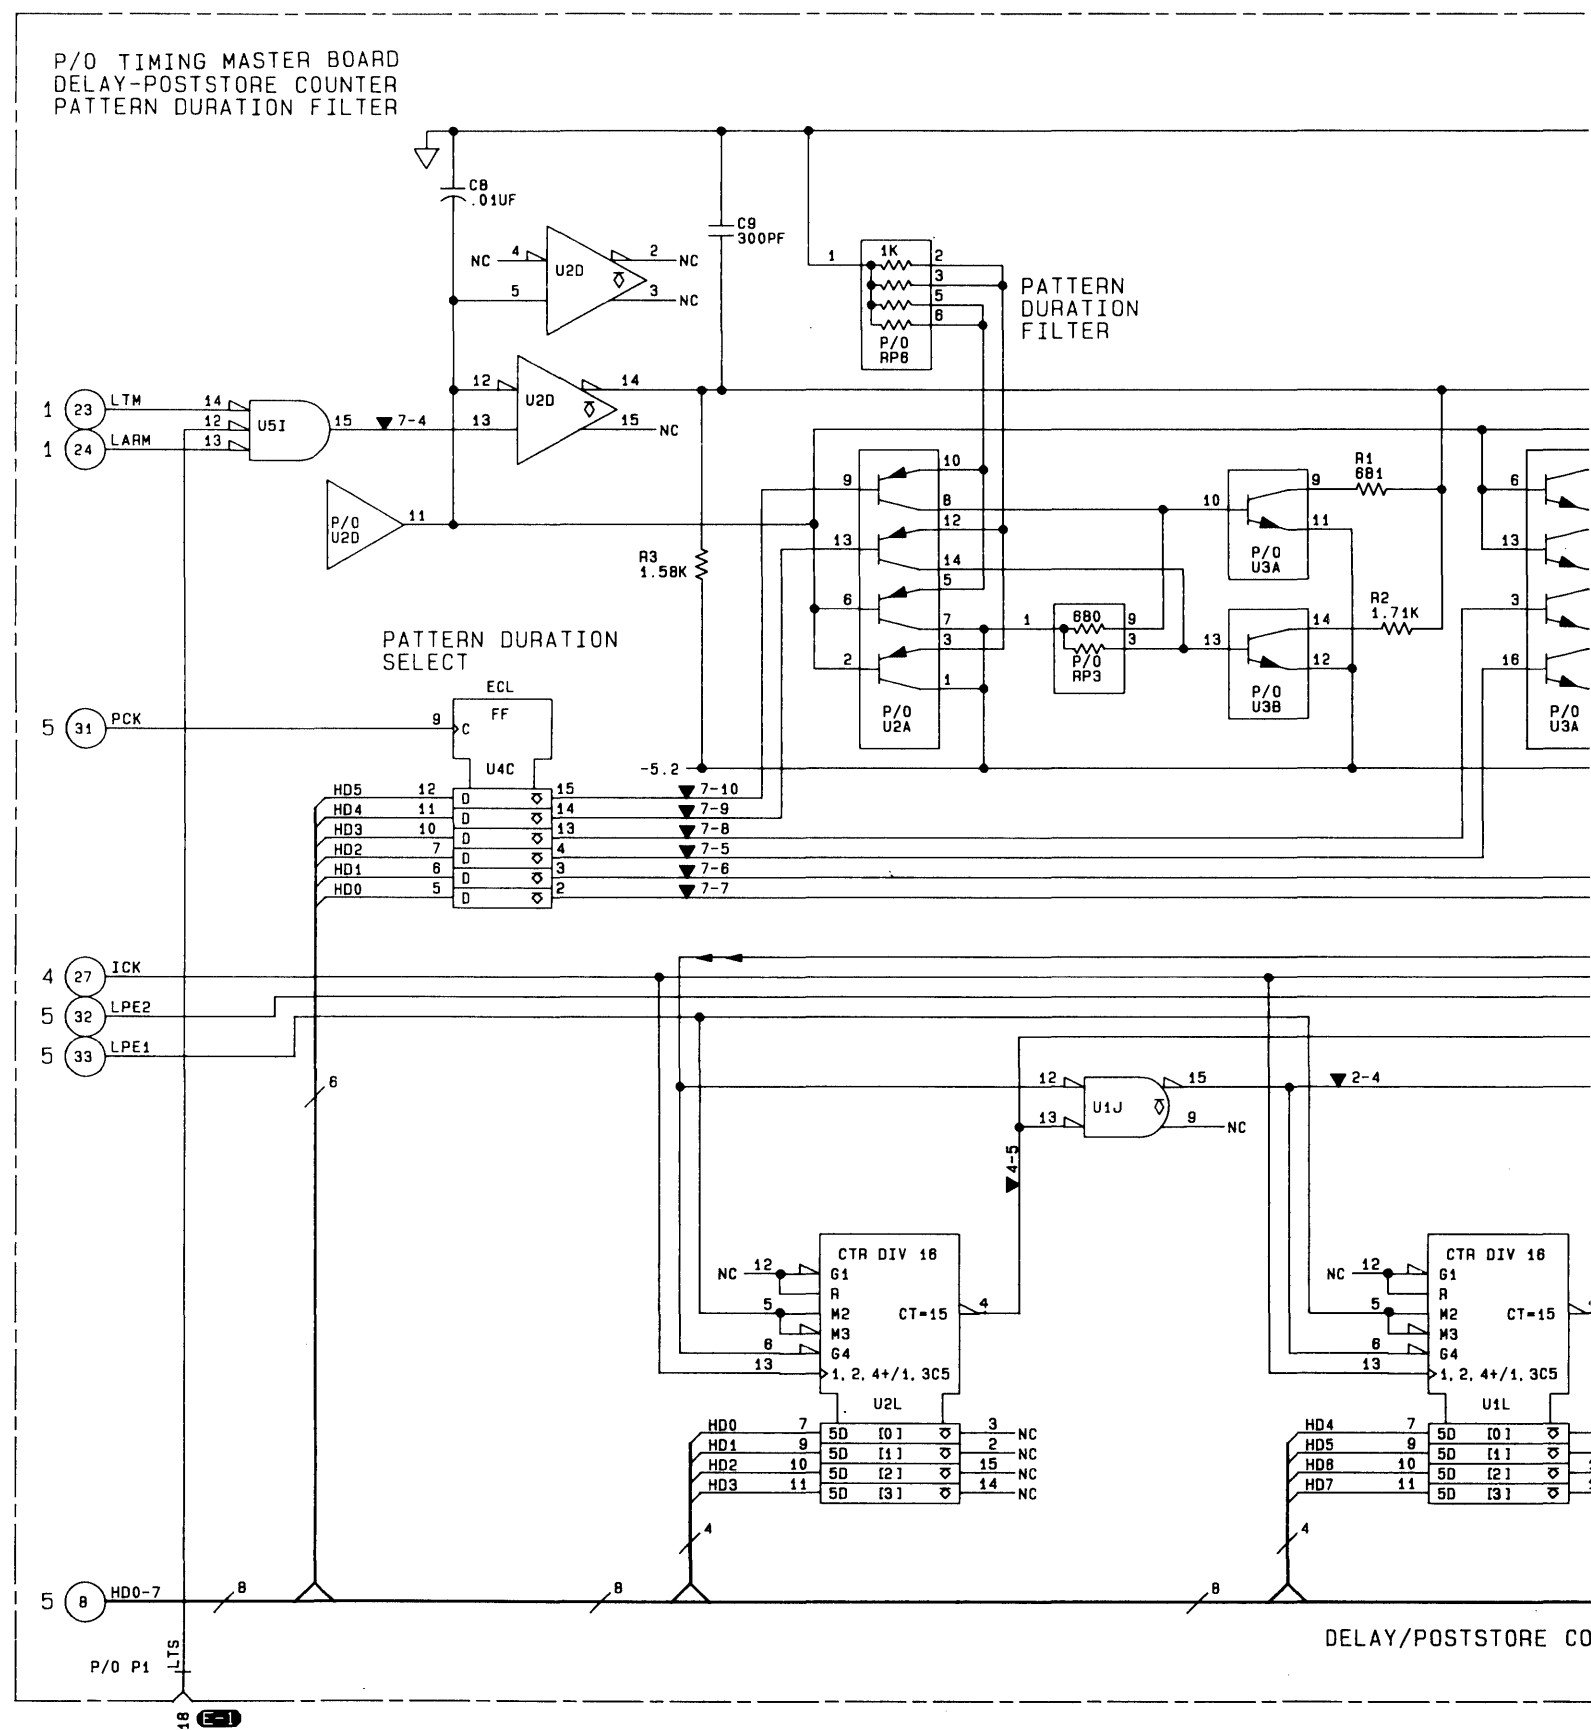 P/O TIMING MASTER BOARD
DELAY-POSTSTORE COUNTER
PATTERN DURATION FILTER
C8
.01UF
C9
300PF
NC 4 U2D 2 NC
5 3 NC
1 1K 2
3
5
6
P/O
RP6
PATTERN
DURATION
FILTER
12 U2D 14
13 15 NC
1 23 LTM 14
12 U5I 15 7-4
1 24 LARM 13
P/O
U2D
11
R3
1.58K
9 10
8
13 12
14
6 5
7
2 3
1
P/O
U2A
1 680 9
3
P/O
RP3
10 9
11
P/O
U3A
R1
681
13 14
12
P/O
U3B
R2
1.71K
6
13
3
16
P/O
U3A
PATTERN DURATION
SELECT
ECL
FF
5 31 PCK 9 C
U4C
-5.2
HD5 12 D 15 7-10
HD4 11 D 14 7-9
HD3 10 D 13 7-8
HD2 7 D 4 7-5
HD1 6 D 3 7-6
HD0 5 D 2 7-7
4 27 ICK
5 32 LPE2
5 33 LPE1
6
12 U1J 15 2-4
13 9 NC
4-5
CTR DIV 16
NC 12 G1
R
5 M2 CT=15 4
M3
6 G4
13 1, 2, 4+/1, 3C5
U2L
HD0 7 5D [0] 3 NC
HD1 9 5D [1] 2 NC
HD2 10 5D [2] 15 NC
HD3 11 5D [3] 14 NC
4
CTR DIV 16
NC 12 G1
R
5 M2 CT=15
M3
6 G4
13 1, 2, 4+/1, 3C5
U1L
HD4 7 5D [0]
HD5 9 5D [1]
HD6 10 5D [2]
HD7 11 5D [3]
4
5 8 HD0-7 8 8 8
DELAY/POSTSTORE CO
P/O P1 LTS
18 E-1